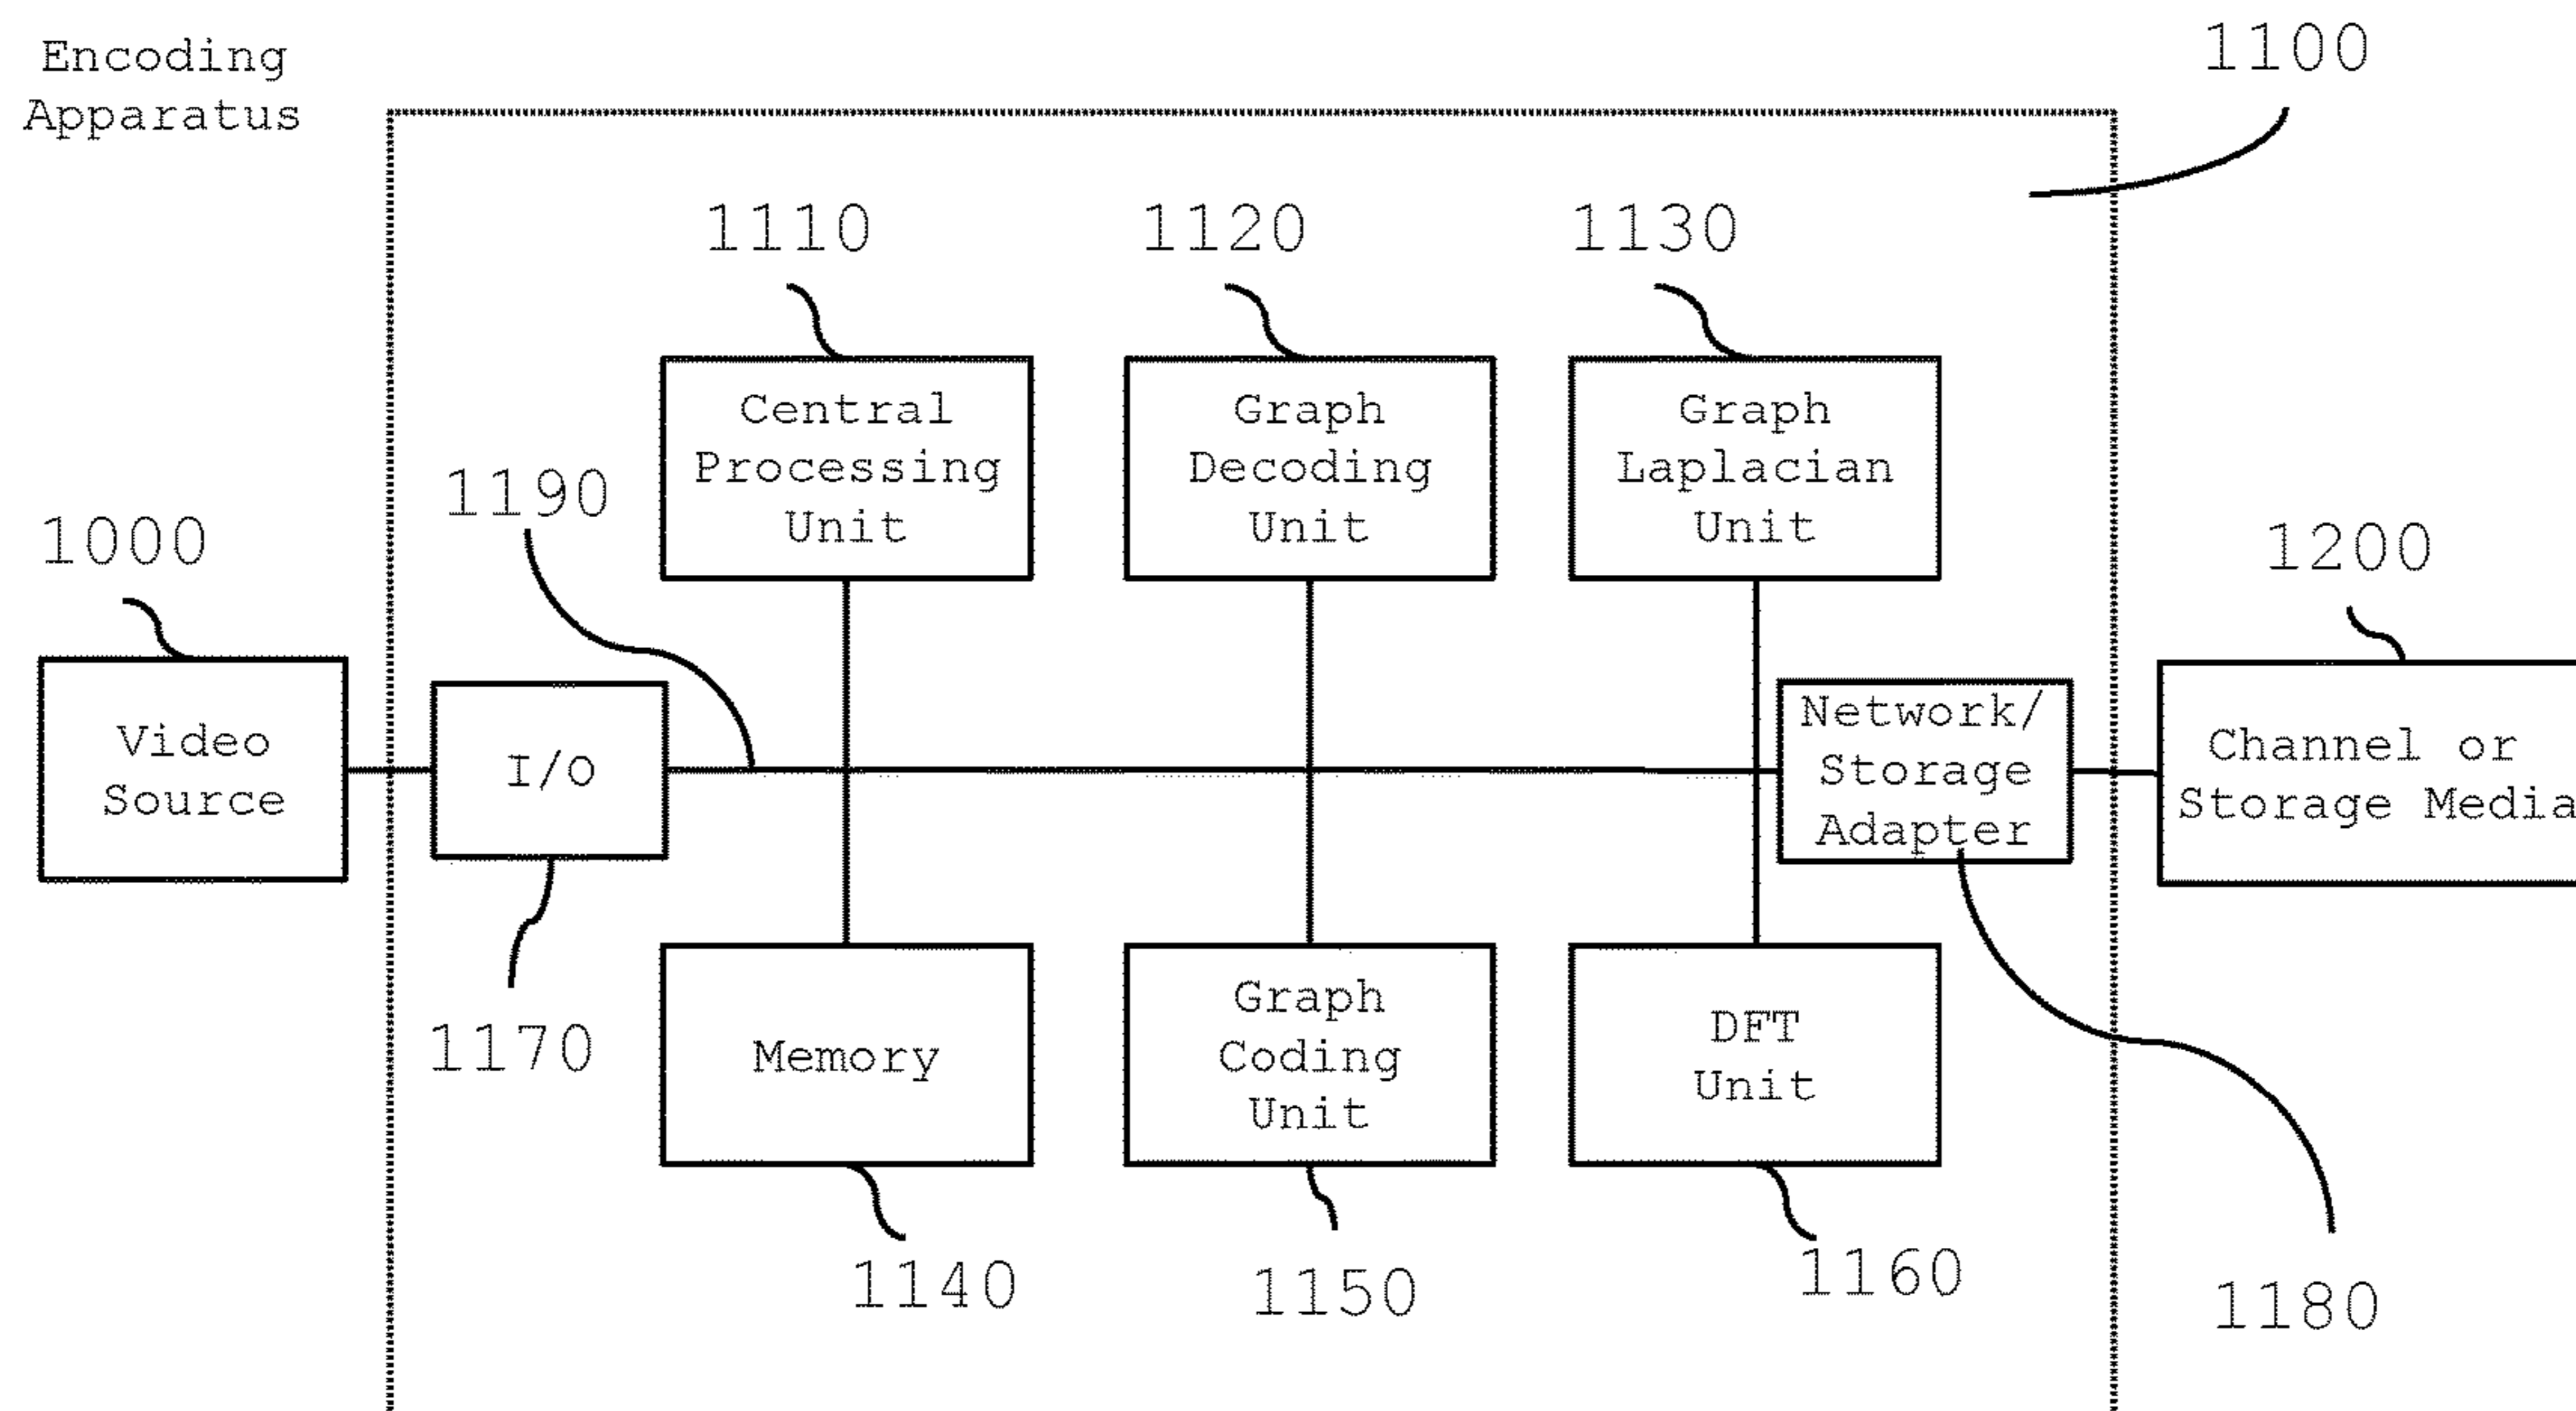 Encoding
Apparatus
1100
1110
1120
1130
Central
Processing
Unit
Graph
Decoding
Unit
Graph
Laplacian
Unit
1190
1000
1200
Video
Source
I/O
Network/
Storage
Adapter
Channel or
Storage Media
1170
Memory
Graph
Coding
Unit
DFT
Unit
1140
1150
1160
1180